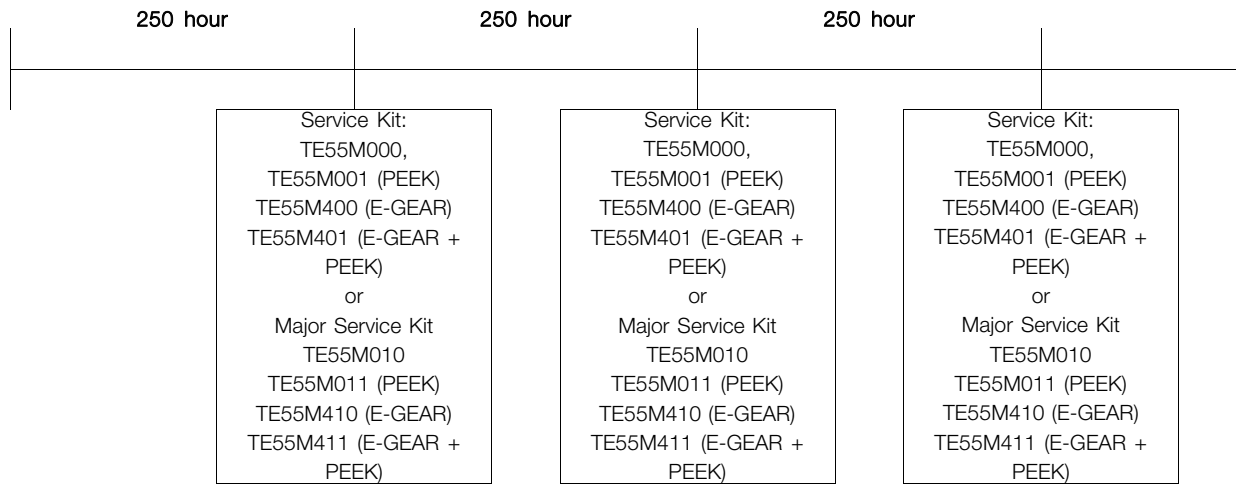 250 hour
250 hour
250 hour
Service Kit:
TE55M000,
TE55M001 (PEEK)
TE55M400 (E-GEAR)
TE55M401 (E-GEAR +
PEEK)
or
Major Service Kit
TE55M010
TE55M011 (PEEK)
TE55M410 (E-GEAR)
TE55M411 (E-GEAR +
PEEK)
Service Kit:
TE55M000,
TE55M001 (PEEK)
TE55M400 (E-GEAR)
TE55M401 (E-GEAR +
PEEK)
or
Major Service Kit
TE55M010
TE55M011 (PEEK)
TE55M410 (E-GEAR)
TE55M411 (E-GEAR +
PEEK)
Service Kit:
TE55M000,
TE55M001 (PEEK)
TE55M400 (E-GEAR)
TE55M401 (E-GEAR +
PEEK)
or
Major Service Kit
TE55M010
TE55M011 (PEEK)
TE55M410 (E-GEAR)
TE55M411 (E-GEAR +
PEEK)